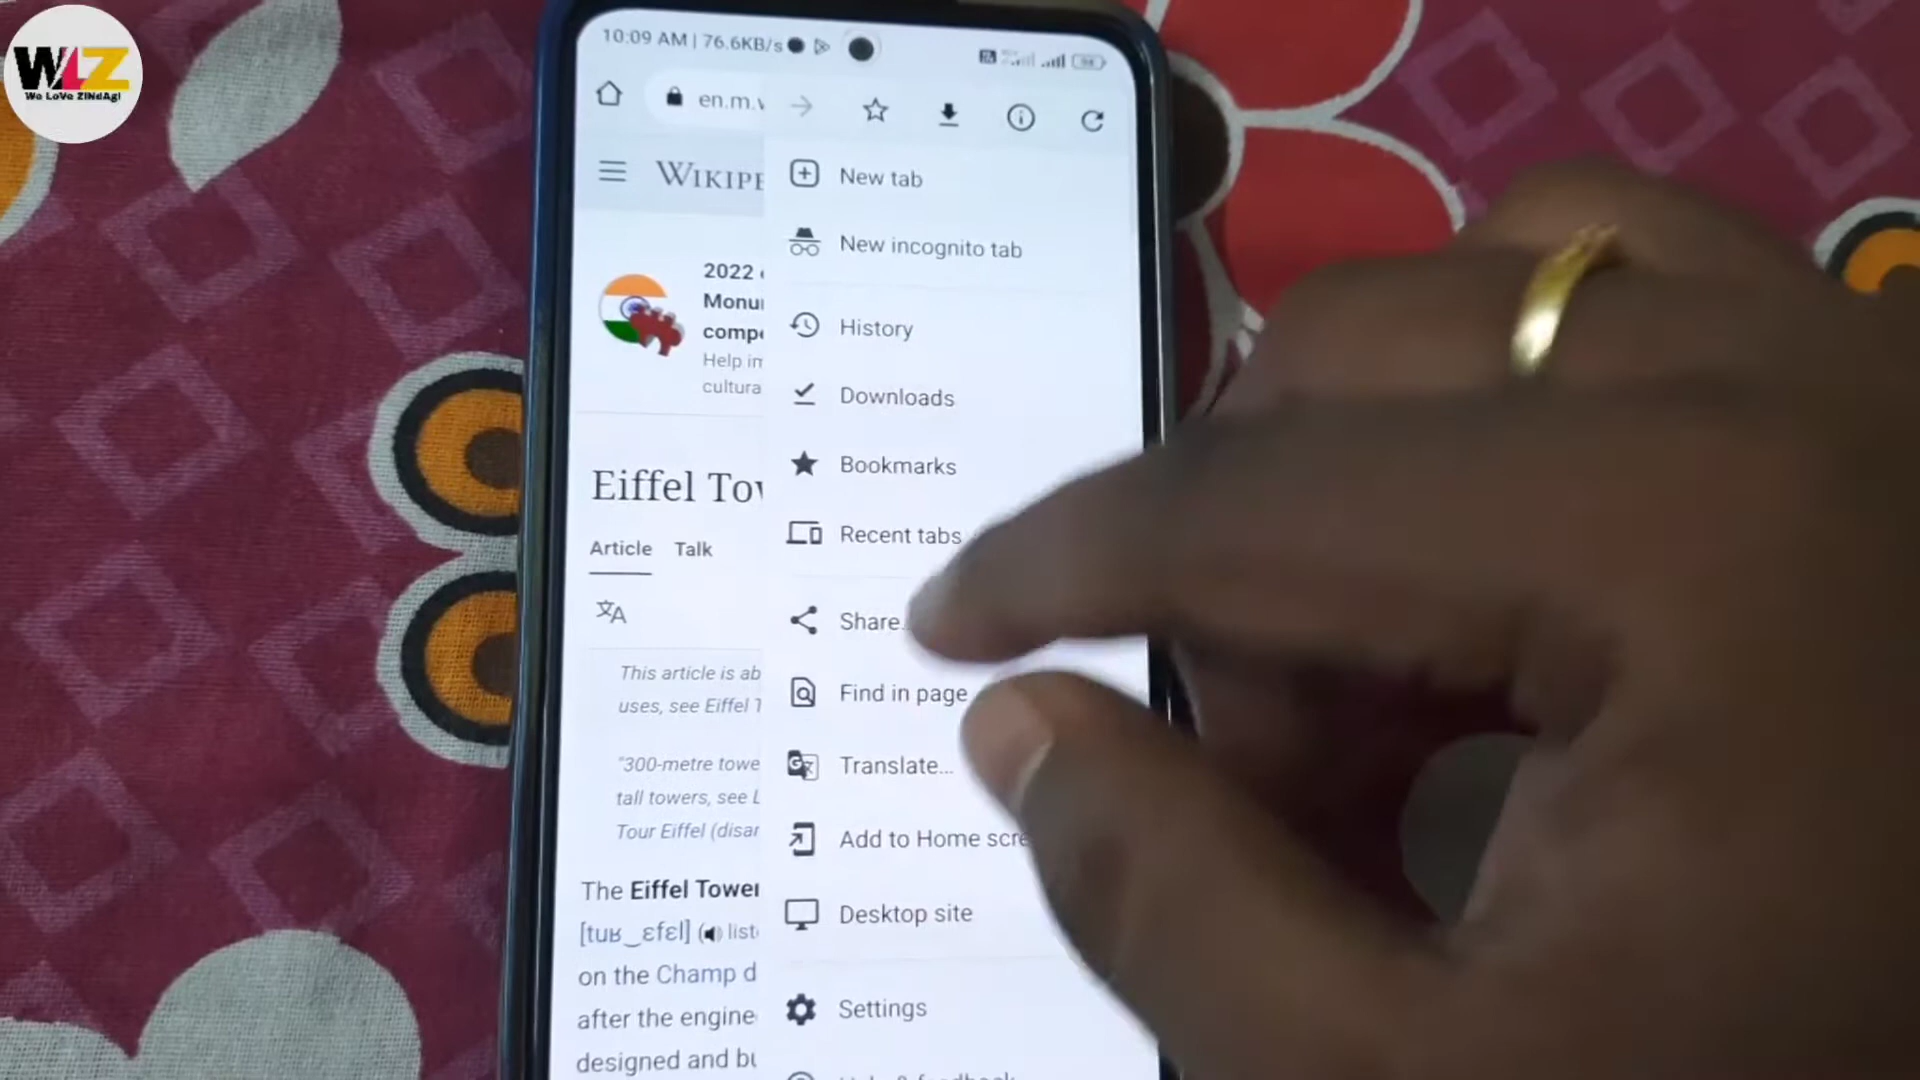 WLZ
We LoVe ZiNdAgi
10:09 AM | 76.6KB/s
en.m.w
WIKIPE
2022
Monu
comp
Help in
cultura
Eiffel Tov
Article Talk
This article is ab
uses, see Eiffel T
"300-metre towe
tall towers, see L
Tour Eiffel (disar
The Eiffel Tower
[tuʁ‿ɛfɛl] ( list
on the Champ d
after the engine
designed and bu
New tab
New incognito tab
History
Downloads
Bookmarks
Recent tabs
Share.
Find in page
Translate...
Add to Home scre
Desktop site
Settings